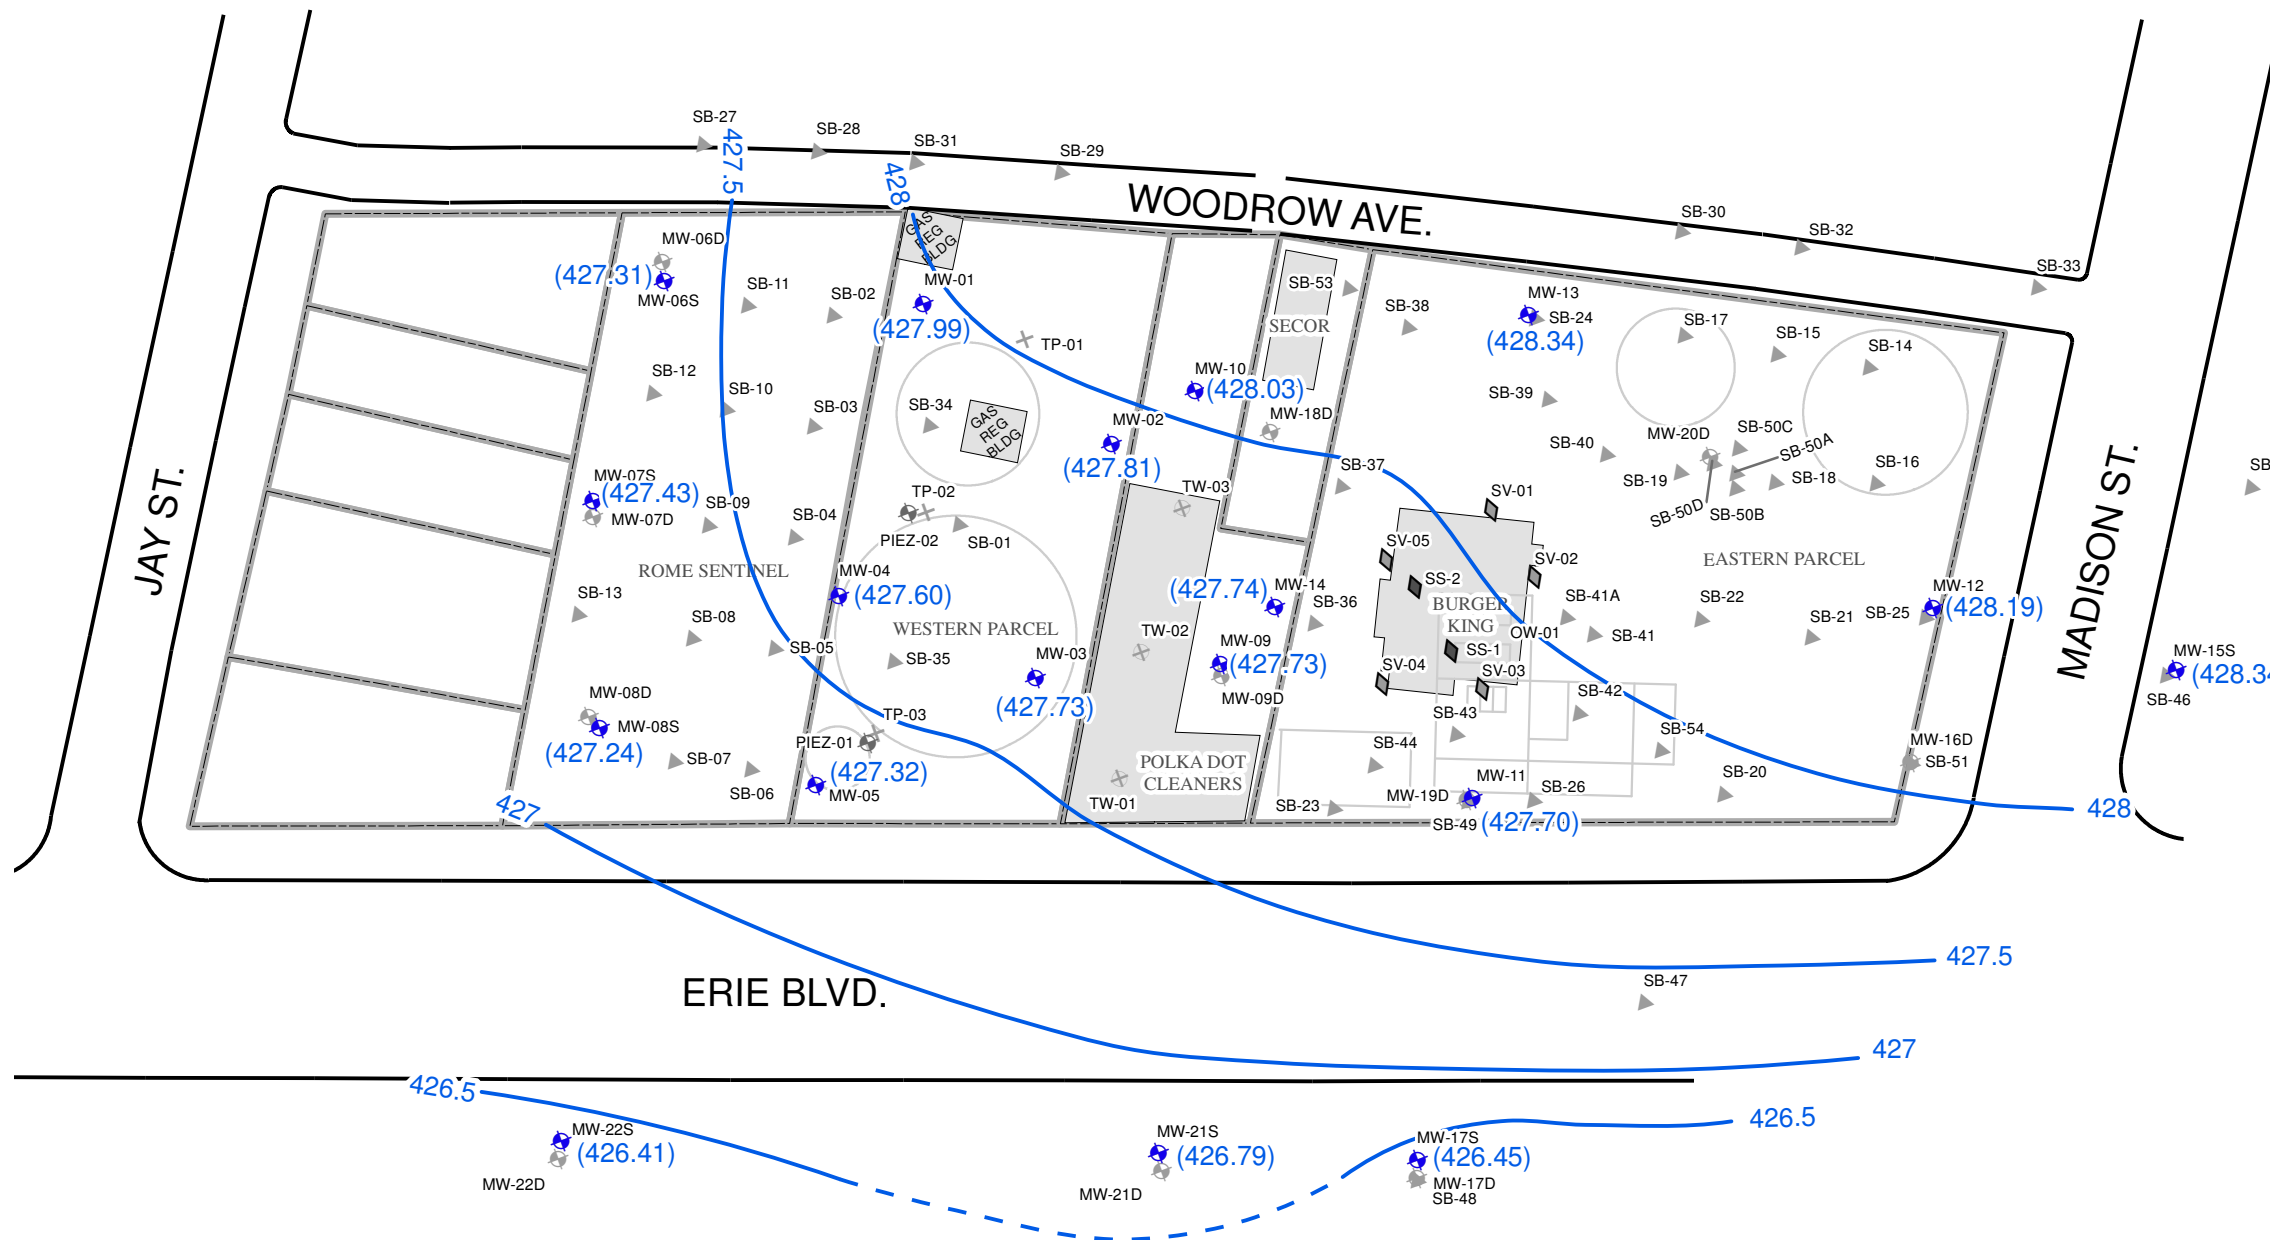 SB-27
SB-28
SB-31
SB-29
427.5
428
WOODROW AVE.
SB-30
SB-32
SB-33
GAS
REG
BLDG
MW-06D
(427.31)
MW-06S
SB-11
SB-02
MW-01
(427.99)
TP-01
SB-53
SECOR
SB-38
MW-13
SB-24
(428.34)
SB-17
SB-15
SB-14
SB-12
SB-10
SB-03
SB-34
GAS
REG
BLDG
MW-10
(428.03)
MW-18D
MW-02
(427.81)
SB-39
SB-40
MW-20D
SB-50C
SB-50A
SB-19
SB-18
SB-16
SB-50D
SB-50B
SB-37
MW-07S
(427.43)
MW-07D
SB-09
SB-04
TP-02
PIEZ-02
SB-01
TW-03
SV-01
SV-05
SV-02
SS-2
JAY ST.
MADISON ST.
SB
ROME SENTINEL
MW-04
(427.60)
EASTERN PARCEL
(427.74)
MW-14
SB-36
BURGER
KING
OW-01
SB-41A
SB-41
SB-22
SB-21
SB-25
MW-12
(428.19)
SB-13
SB-08
SB-05
WESTERN PARCEL
SB-35
MW-03
(427.73)
TW-02
MW-09
(427.73)
MW-09D
SS-1
SV-04
SV-03
MW-15S
(428.34
SB-46
MW-08D
MW-08S
(427.24)
SB-07
SB-06
TP-03
PIEZ-01
(427.32)
MW-05
SB-42
SB-43
SB-54
SB-44
MW-16D
SB-51
POLKA DOT
CLEANERS
TW-01
SB-23
MW-19D
MW-11
SB-26
SB-20
SB-49
(427.70)
427
428
427.5
ERIE BLVD.
SB-47
427
426.5
426.5
MW-22S
(426.41)
MW-22D
MW-21S
(426.79)
MW-21D
MW-17S
(426.45)
MW-17D
SB-48